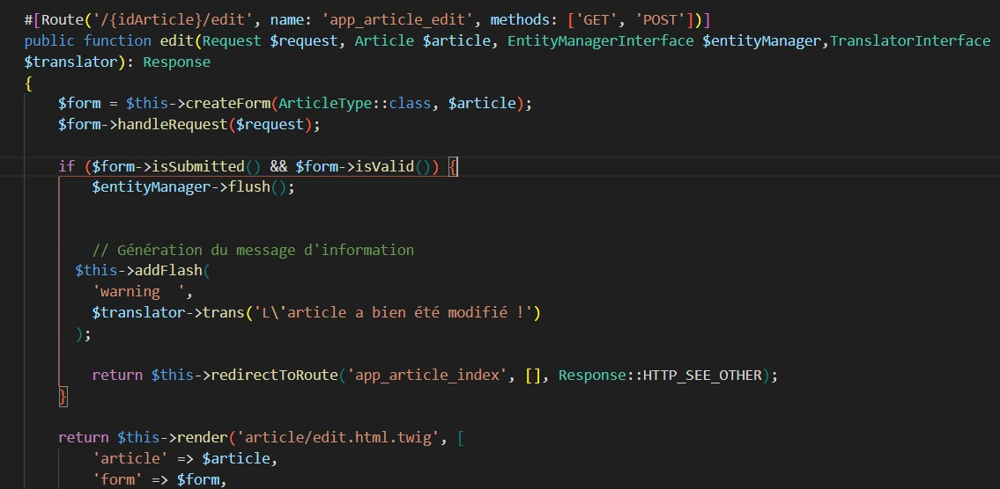 #[Route('/{idArticle}/edit', name: 'app_article_edit', methods: ['GET', 'POST'])]
public function edit(Request $request, Article $article, EntityManagerInterface $entityManager,TranslatorInterface
$translator): Response
{
    $form = $this->createForm(ArticleType::class, $article);
    $form->handleRequest($request);

    if ($form->isSubmitted() && $form->isValid()) {
        $entityManager->flush();


        // Génération du message d'information
      $this->addFlash(
        'warning  ',
        $translator->trans('L\'article a bien été modifié !')
      );

        return $this->redirectToRoute('app_article_index', [], Response::HTTP_SEE_OTHER);
    }

    return $this->render('article/edit.html.twig', [
        'article' => $article,
        'form' => $form,